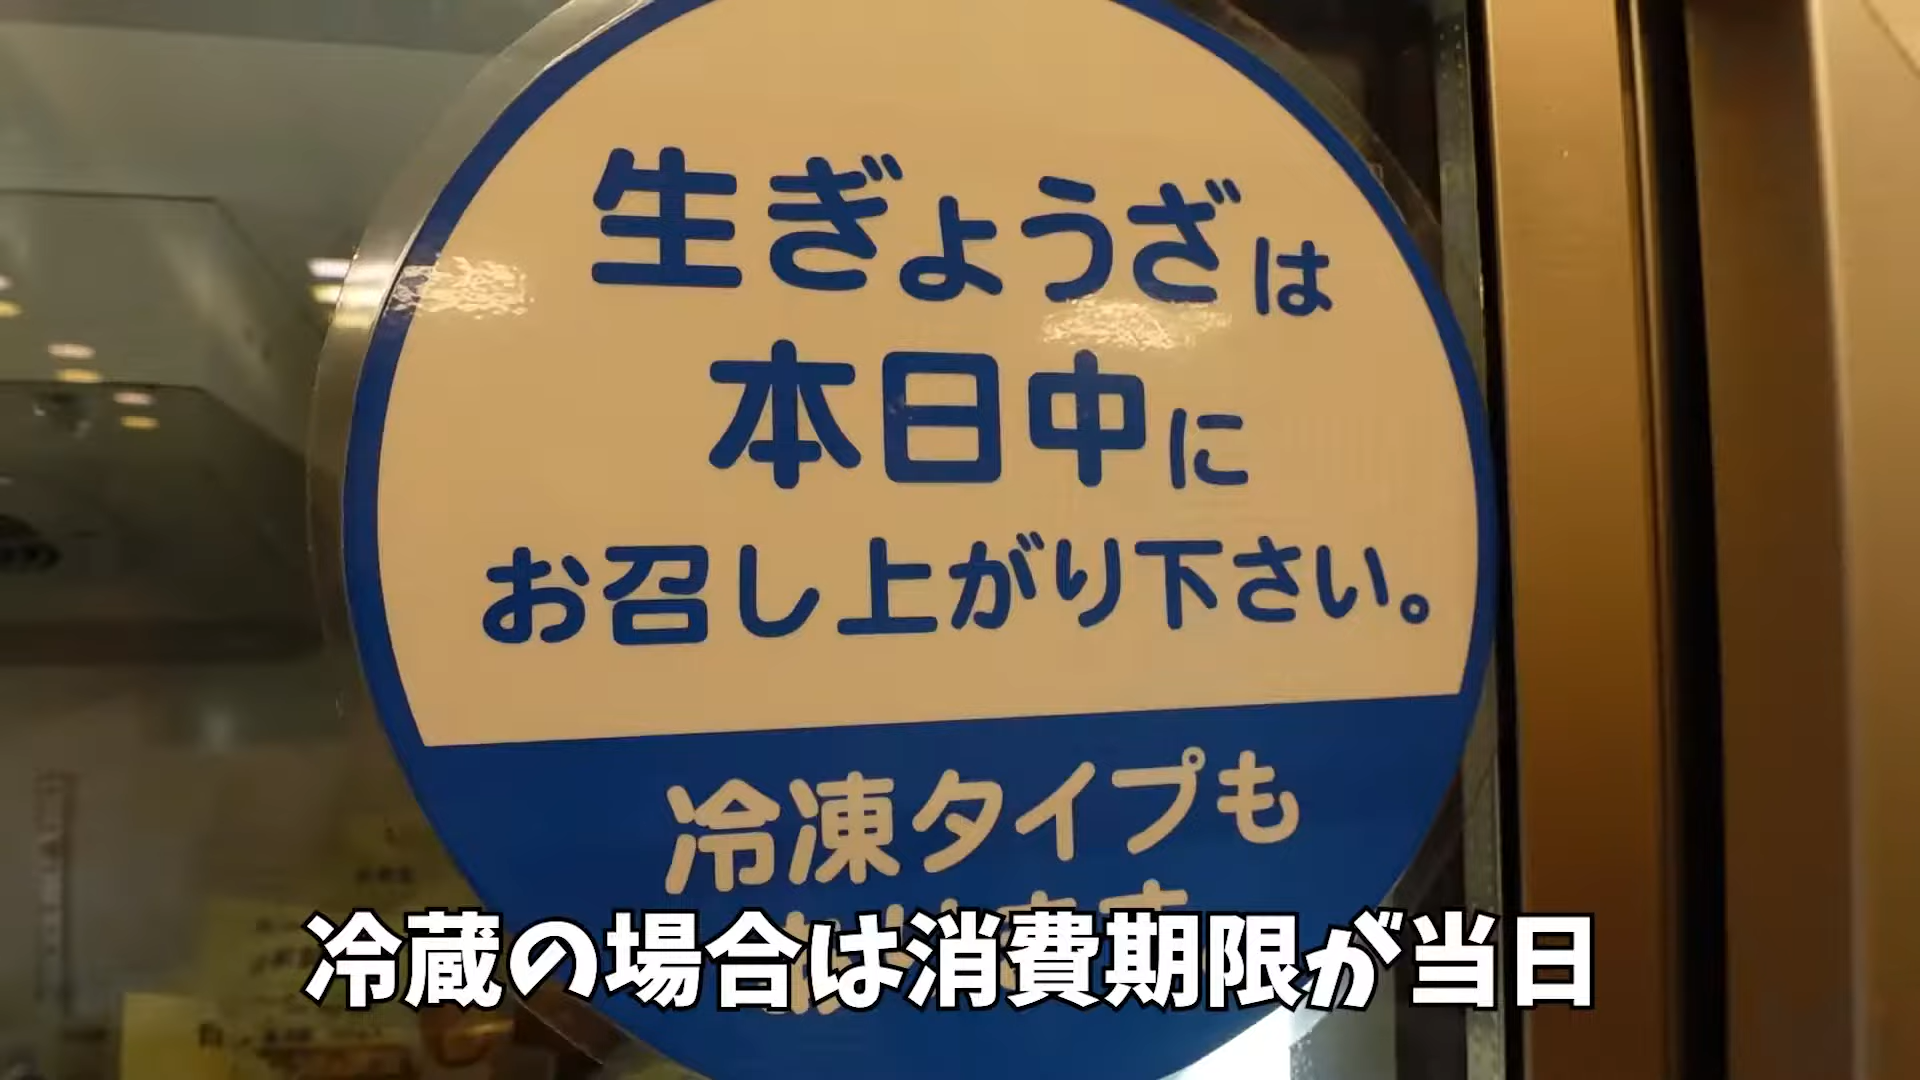 生ぎょうざは
本日中に
お召し上がり下さい。
冷凍タイプも
冷蔵の場合は消費期限が当日